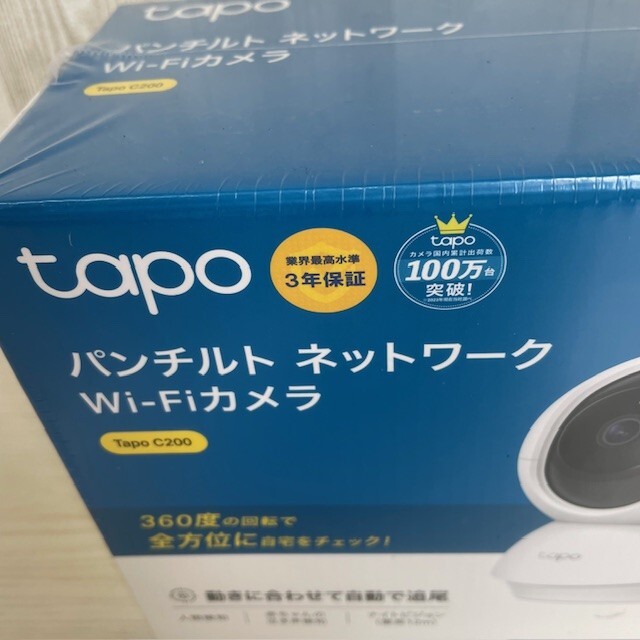 tapo
パンチルト ネットワーク
Wi-Fiカメラ
Tapo C200
tapo
業界最高水準
3年保証
tapo
カメラ国内累計出荷数
100万台
突破!
パンチルト ネットワーク
Wi-Fiカメラ
Tapo C200
360度の回転で
全方位に自宅をチェック!
tapo
動きに合わせて自動で追尾